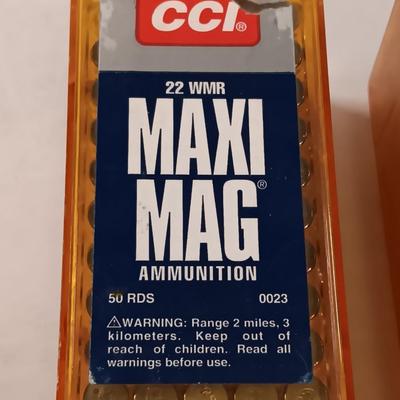 CCI®
22 WMR
MAXI
MAG®
AMMUNITION
50 RDS 0023
⚠WARNING: Range 2 miles, 3
kilometers. Keep out of
reach of children. Read all
warnings before use.